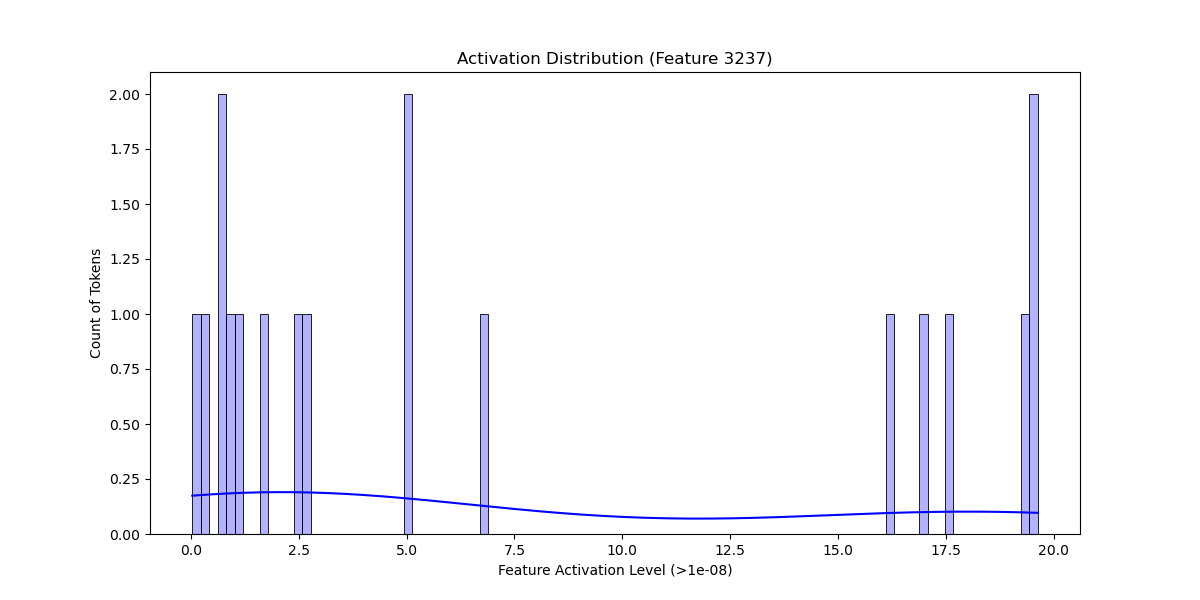 Activation Distribution (Feature 3237)
Count of Tokens
2.00
1.75
1.50
1.25
1.00
0.75
0.50
0.25
0.00
0.0 2.5 5.0 7.5 10.0 12.5 15.0 17.5 20.0
Feature Activation Level (>1e-08)